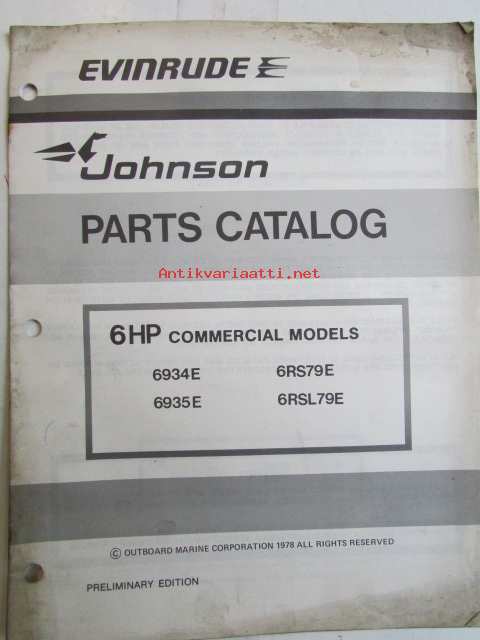 EVINRUDE
Johnson
PARTS CATALOG
Antikvariaatti.net
6HP COMMERCIAL MODELS
6934E 6RS79E
6935E 6RSL79E
© OUTBOARD MARINE CORPORATION 1978 ALL RIGHTS RESERVED
PRELIMINARY EDITION